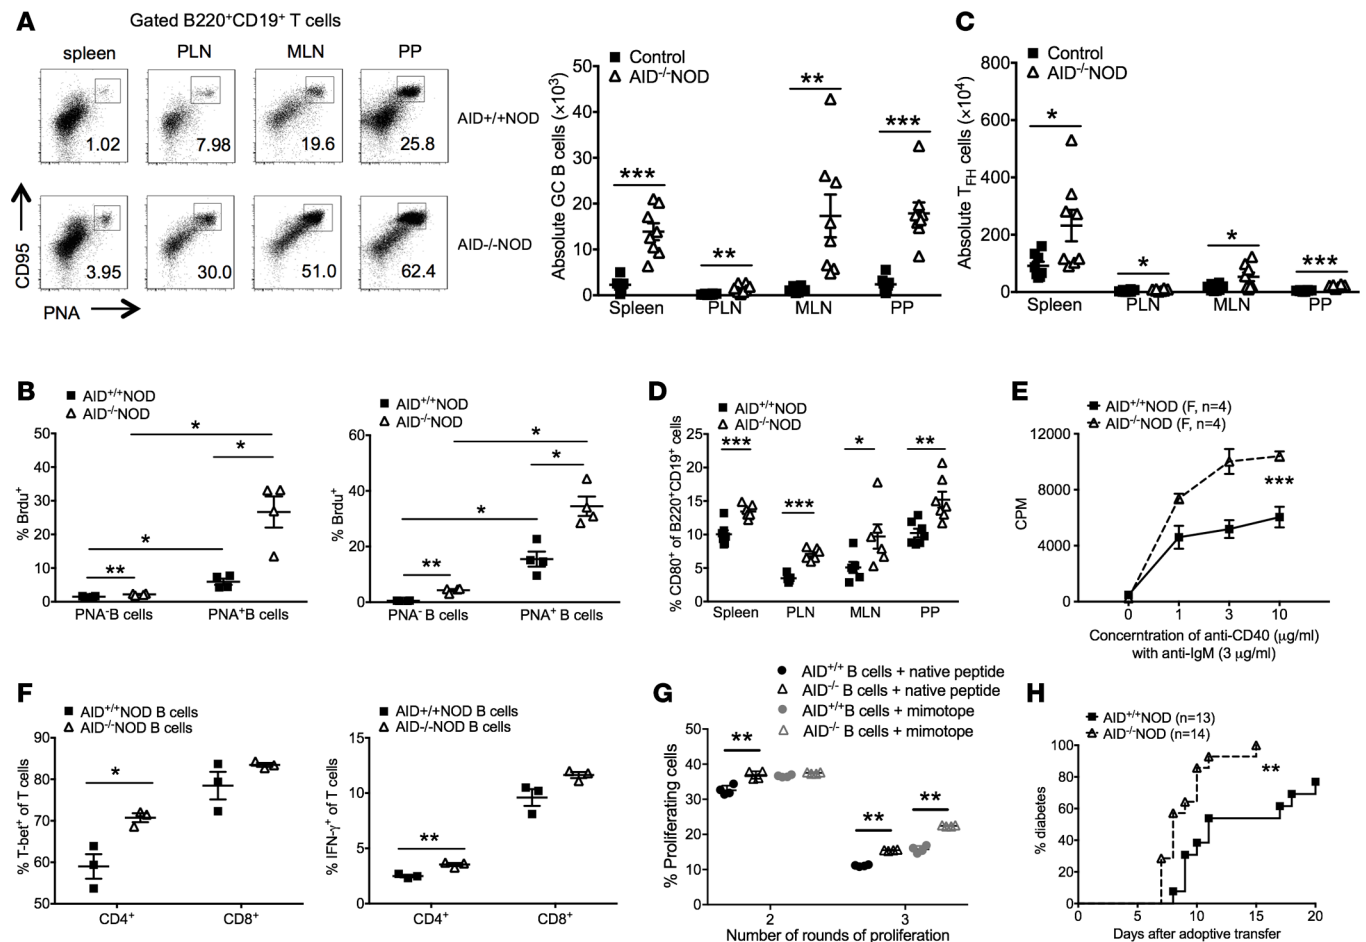 A
Gated B220⁺CD19⁺ T cells
spleen PLN MLN PP
1.02 7.98 19.6 25.8
AID+/+NOD
3.95 30.0 51.0 62.4
AID-/-NOD
CD95
PNA
Absolute GC B cells (×10³)
Control
AID⁻/⁻NOD
50
40
30
20
10
0
*** ** ** ***
Spleen PLN MLN PP
C
Absolute T_FH cells (×10⁴)
Control
AID⁻/⁻NOD
800
600
400
200
0
* * * ***
Spleen PLN MLN PP
B
AID⁺/⁺NOD
AID⁻/⁻NOD
% Brdu⁺
50
40
30
20
10
0
*
*
*
**
PNA⁻B cells PNA⁺B cells
AID⁺/⁺NOD
AID⁻/⁻NOD
% Brdu⁺
60
40
20
0
*
*
*
**
PNA⁻ B cells PNA⁺ B cells
D
AID⁺/⁺NOD
AID⁻/⁻NOD
% CD80⁺ of B220⁺CD19⁺ cells
25
20
15
10
5
0
*** *** * **
Spleen PLN MLN PP
E
AID⁺/⁺NOD (F, n=4)
AID⁻/⁻NOD (F, n=4)
CPM
12000
8000
4000
0
***
0 1 3 10
Concerntration of anti-CD40 (µg/ml)
with anti-IgM (3 µg/ml)
F
AID⁺/⁺NOD B cells
AID⁻/⁻NOD B cells
% T-bet⁺ of T cells
90
80
70
60
50
*
CD4⁺ CD8⁺
AID+/+NOD B cells
AID-/-NOD B cells
% IFN-γ⁺ of T cells
15
10
5
0
**
CD4⁺ CD8⁺
G
AID⁺/⁺ B cells + native peptide
AID⁻/⁻ B cells + native peptide
AID⁺/⁺B cells + mimotope
AID⁻/⁻ B cells + mimotope
% Proliferating cells
50
40
30
20
10
0
** ** **
2 3
Number of rounds of proliferation
H
AID⁺/⁺NOD (n=13)
AID⁻/⁻NOD (n=14)
% diabetes
100
80
60
40
20
0
**
0 5 10 15 20
Days after adoptive transfer